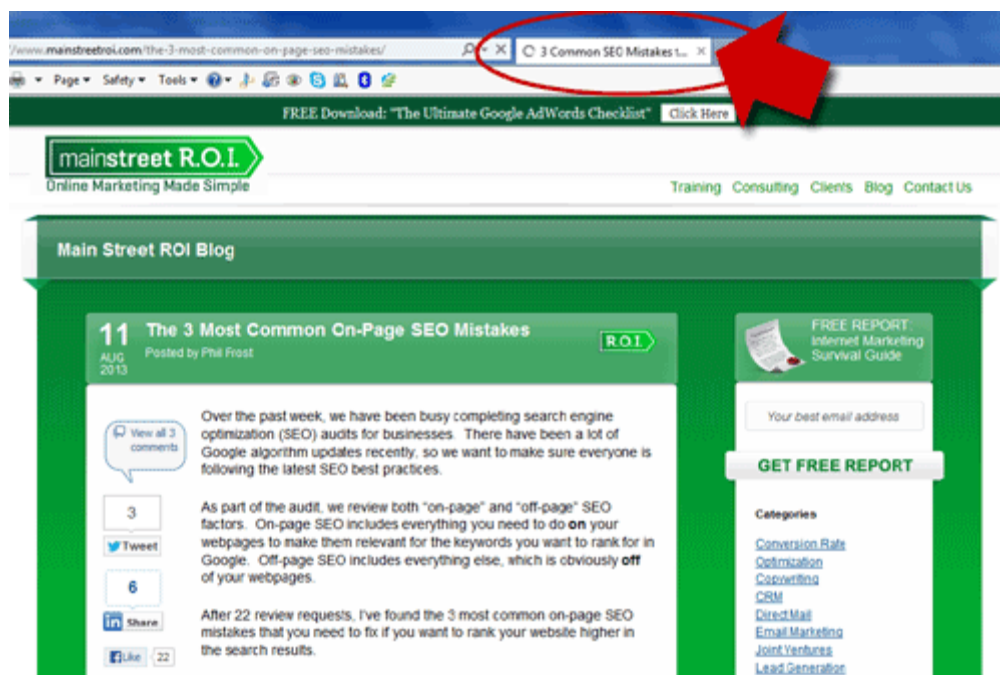 /www.mainstreetroi.com/the-3-most-common-on-page-seo-mistakes/
3 Common SEO Mistakes t...
Page Safety Tools
FREE Download: "The Ultimate Google AdWords Checklist" Click Here
mainstreet R.O.I.
Online Marketing Made Simple
Training Consulting Clients Blog Contact Us
Main Street ROI Blog
11
AUG
2013
The 3 Most Common On-Page SEO Mistakes
Posted by Phil Frost
R.O.I.
View all 3
comments
3
Tweet
6
in Share
Like 22
Over the past week, we have been busy completing search engine
optimization (SEO) audits for businesses. There have been a lot of
Google algorithm updates recently, so we want to make sure everyone is
following the latest SEO best practices.
As part of the audit, we review both "on-page" and "off-page" SEO
factors. On-page SEO includes everything you need to do on your
webpages to make them relevant for the keywords you want to rank for in
Google. Off-page SEO includes everything else, which is obviously off
of your webpages.
After 22 review requests, I've found the 3 most common on-page SEO
mistakes that you need to fix if you want to rank your website higher in
the search results.
FREE REPORT:
Internet Marketing
Survival Guide
Your best email address
GET FREE REPORT
Categories
Conversion Rate
Optimization
Copywriting
CRM
Direct Mail
Email Marketing
Joint Ventures
Lead Generation